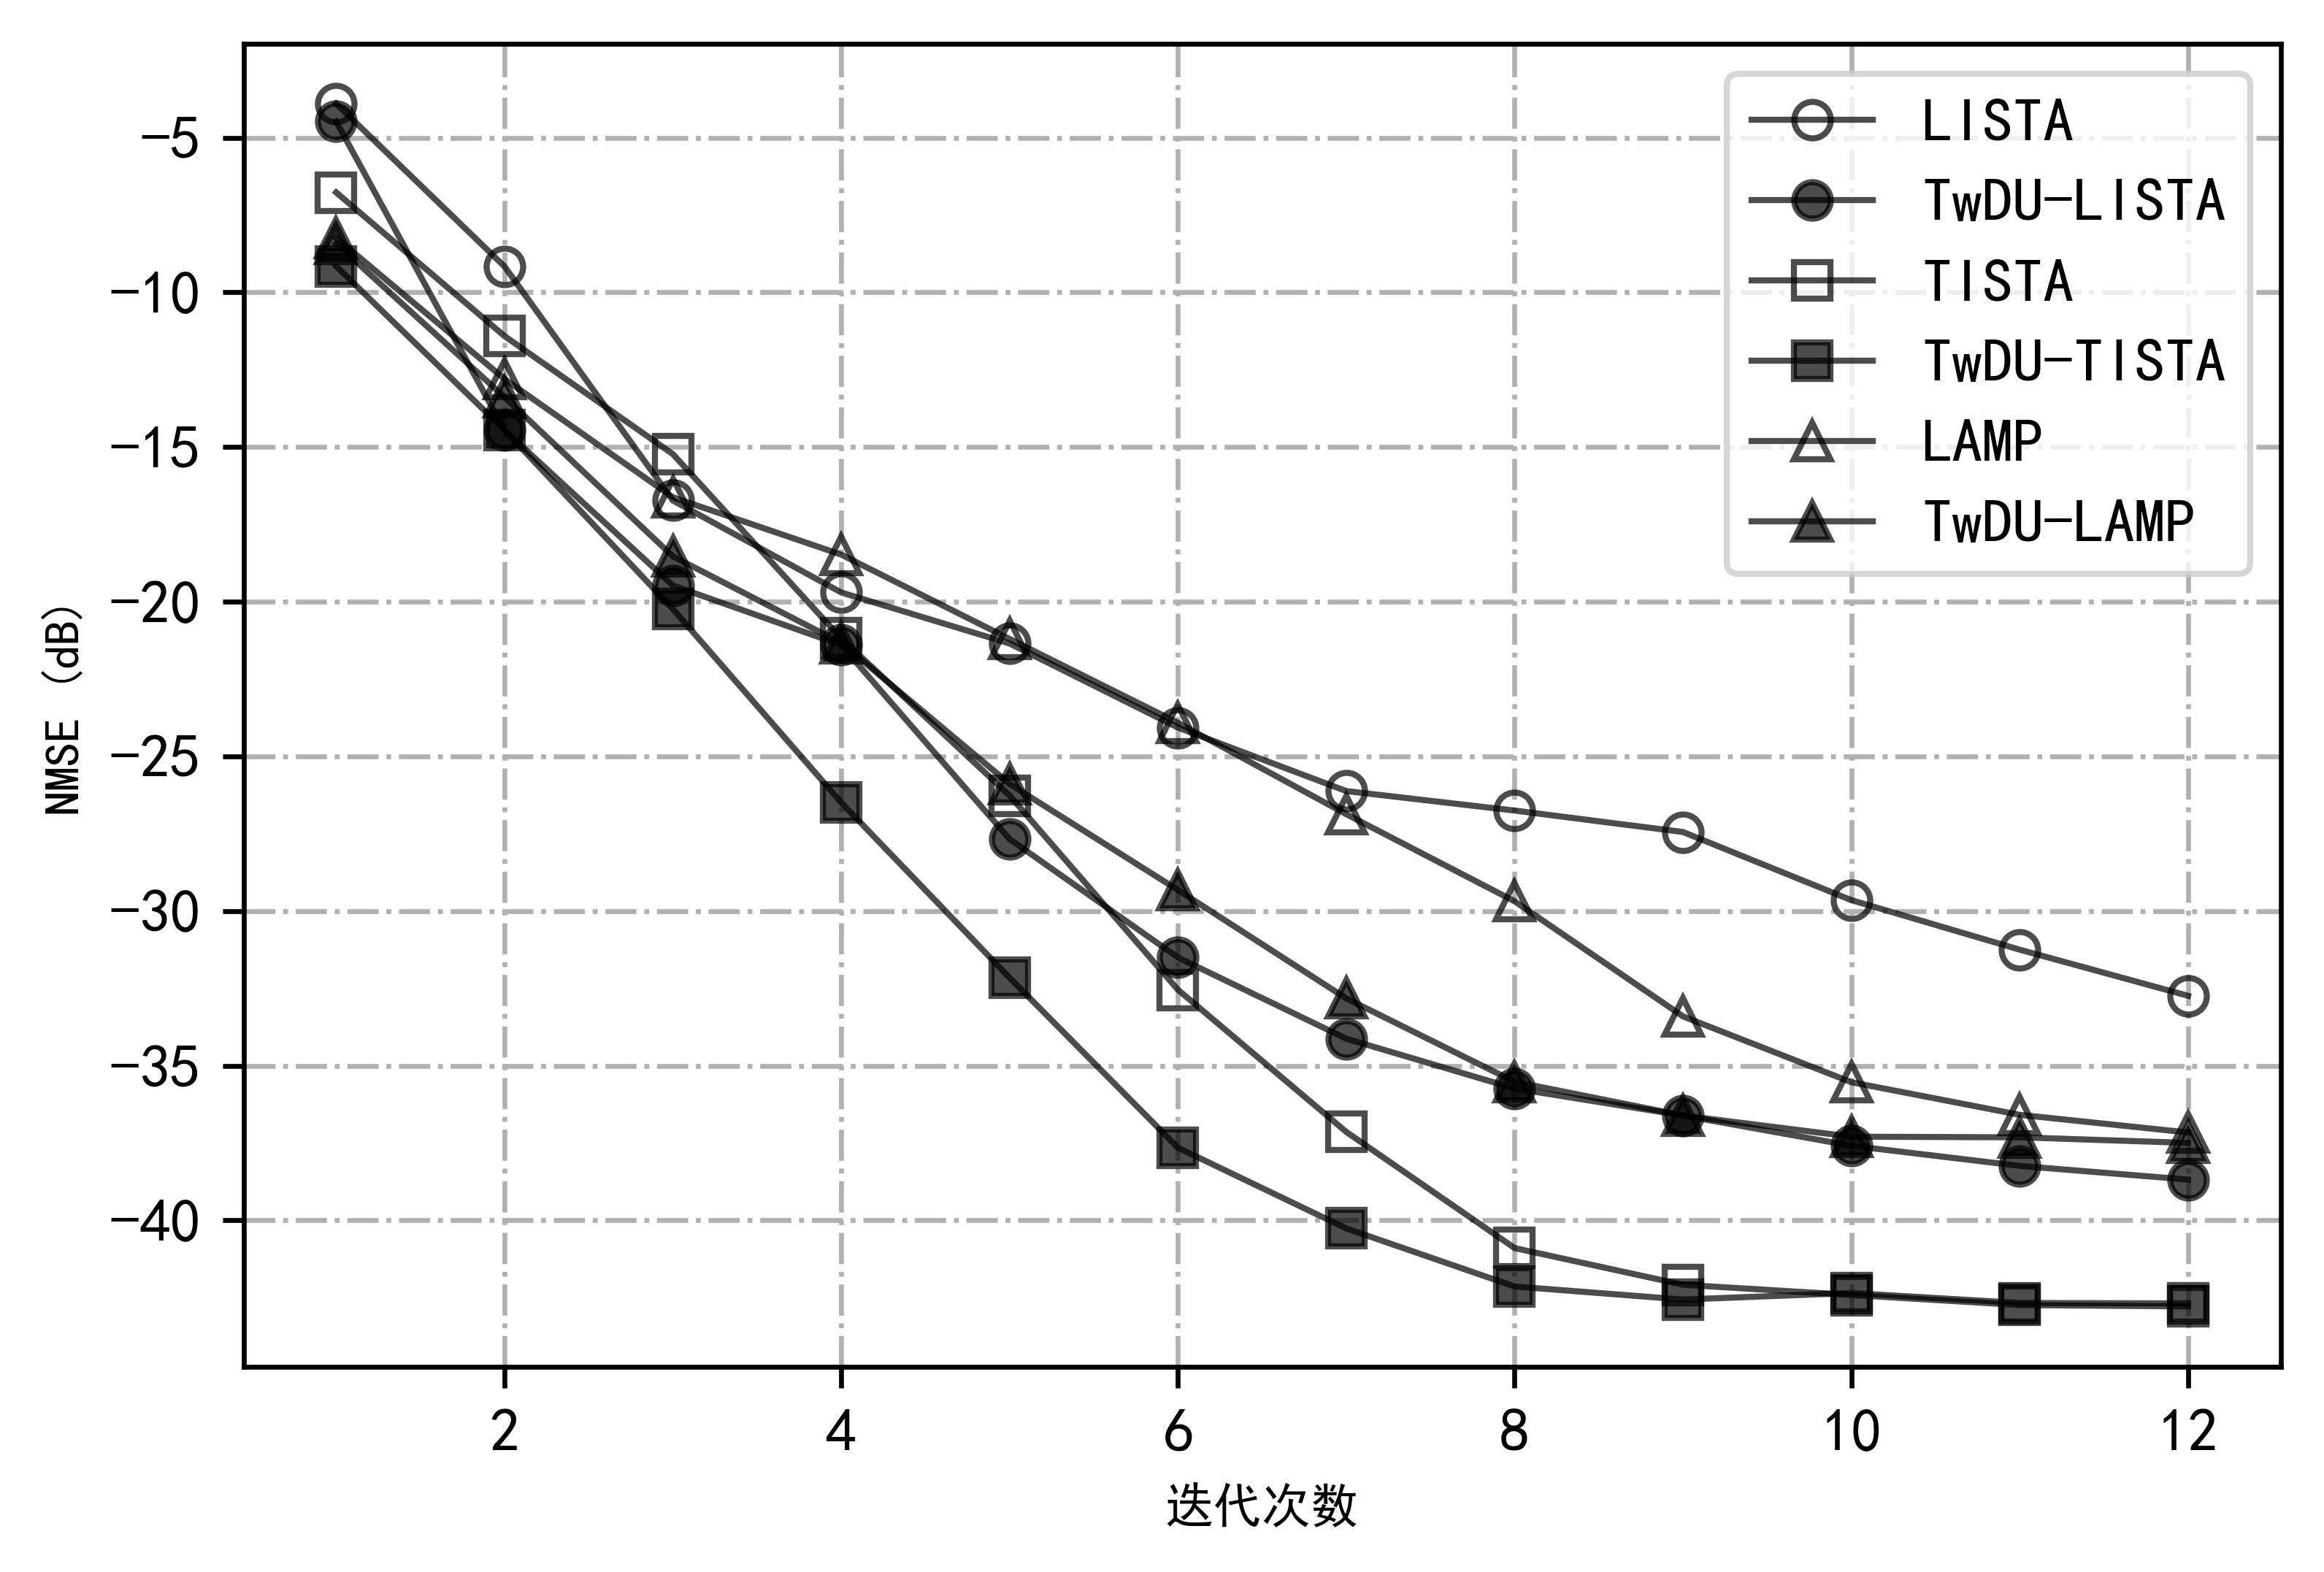 LISTA
TwDU-LISTA
TISTA
TwDU-TISTA
LAMP
TwDU-LAMP
NMSE (dB)
−5
−10
−15
−20
−25
−30
−35
−40
2 4 6 8 10 12
迭代次数